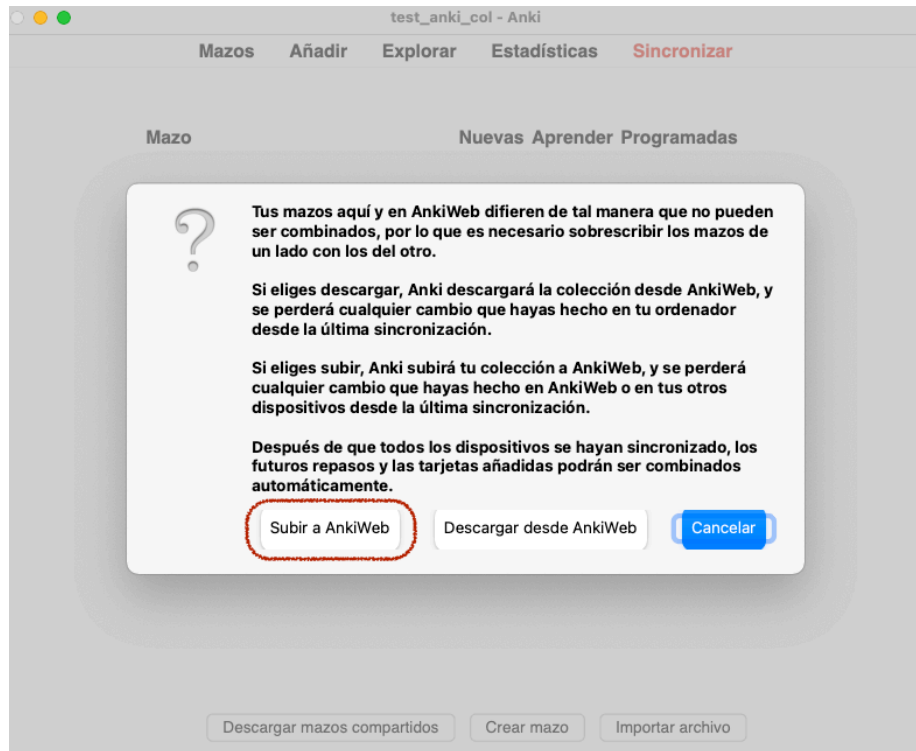 test_anki_col - Anki
Mazos Añadir Explorar Estadísticas Sincronizar
Mazo Nuevas Aprender Programadas
?
Tus mazos aquí y en AnkiWeb difieren de tal manera que no pueden
ser combinados, por lo que es necesario sobrescribir los mazos de
un lado con los del otro.
Si eliges descargar, Anki descargará la colección desde AnkiWeb, y
se perderá cualquier cambio que hayas hecho en tu ordenador
desde la última sincronización.
Si eliges subir, Anki subirá tu colección a AnkiWeb, y se perderá
cualquier cambio que hayas hecho en AnkiWeb o en tus otros
dispositivos desde la última sincronización.
Después de que todos los dispositivos se hayan sincronizado, los
futuros repasos y las tarjetas añadidas podrán ser combinados
automáticamente.
Subir a AnkiWeb Descargar desde AnkiWeb Cancelar
Descargar mazos compartidos Crear mazo Importar archivo